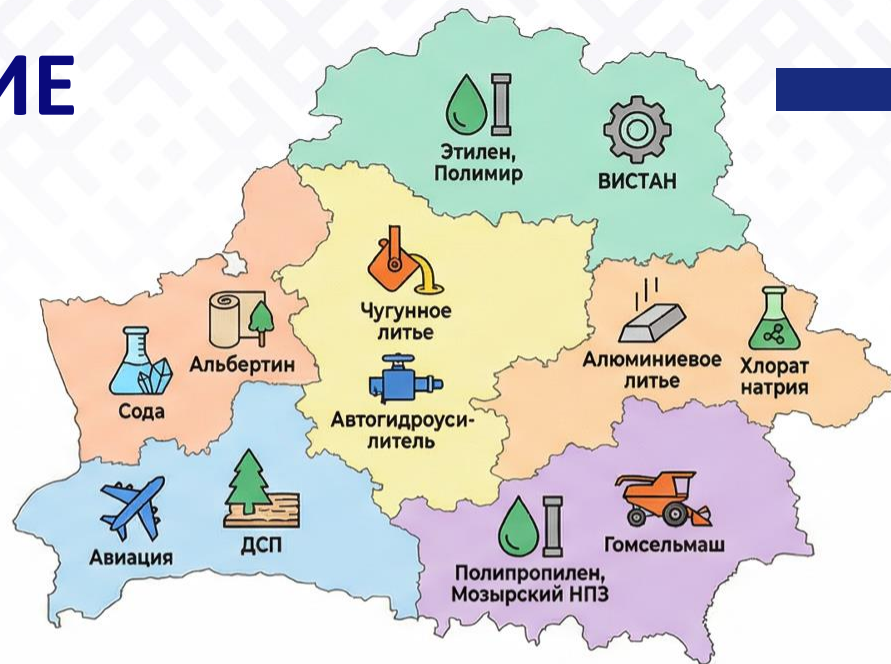 ИЕ
Этилен,
Полимир
ВИСТАН
Чугунное
литье
Альбертин
Сода
Автогидроуси-
литель
Алюминиевое
литье
Хлорат
натрия
Авиация
ДСП
Полипропилен,
Мозырский НПЗ
Гомсельмаш